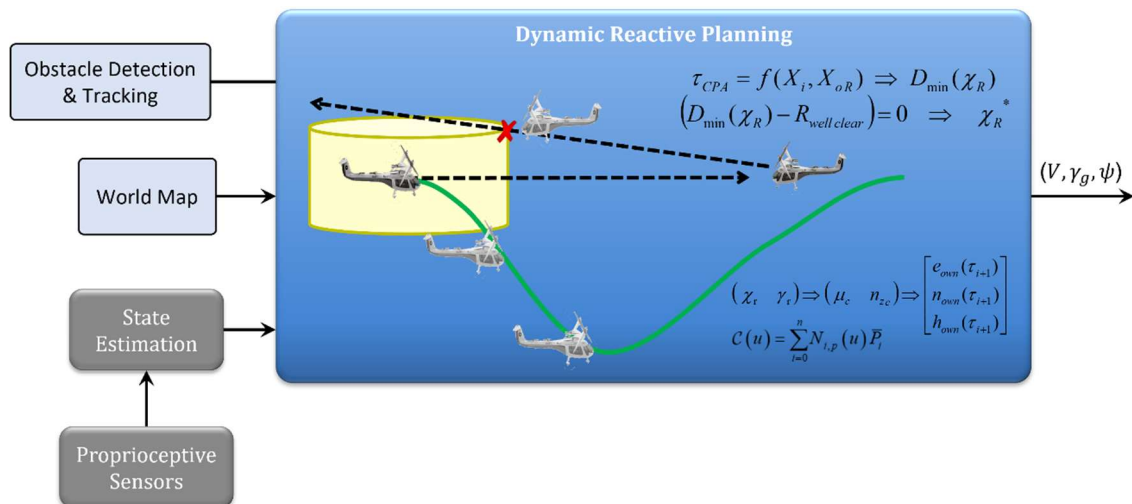 Dynamic Reactive Planning
Obstacle Detection
& Tracking
τ_CPA = f(X_i, X_oR) ⇒ D_min(χ_R)
(D_min(χ_R) − R_well clear) = 0 ⇒ χ_R^*
World Map
(V, γ_g, ψ)
State
Estimation
(χ_r γ_r) ⇒ (μ_c n_zc) ⇒ [e_own(τ_i+1)
n_own(τ_i+1)
h_own(τ_i+1)]
C(u) = ∑_{i=0}^{n} N_{i,p}(u) P̅_i
Proprioceptive
Sensors